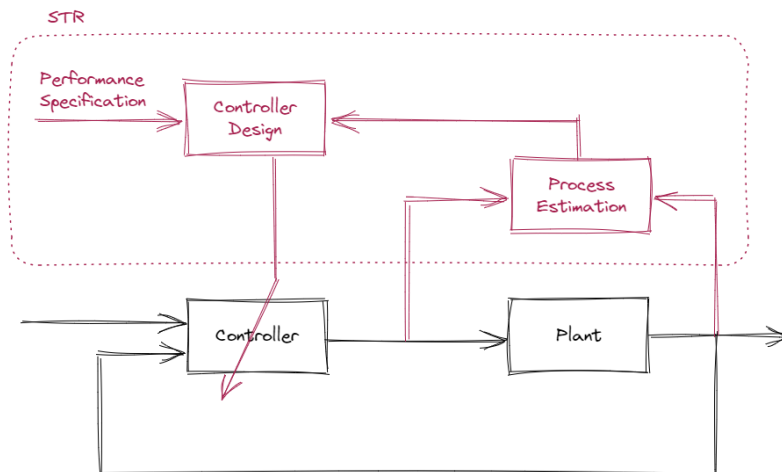 STR
Performance
Specification
Controller
Design
Process
Estimation
Controller
Plant